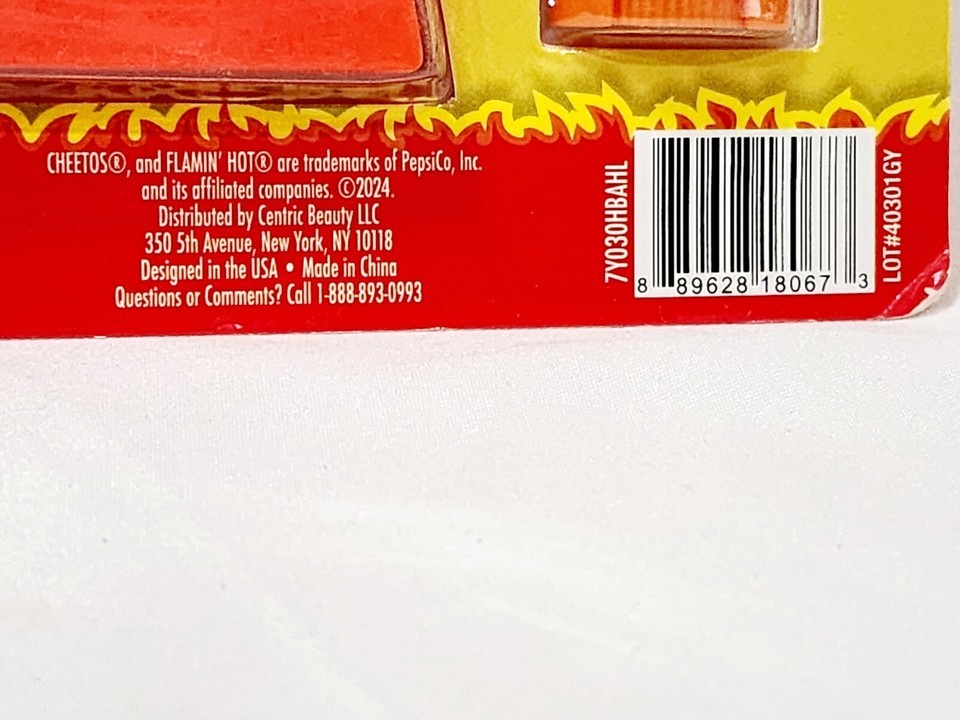 CHEETOS®, and FLAMIN' HOT® are trademarks of PepsiCo, Inc.
and its affiliated companies. ©2024.
Distributed by Centric Beauty LLC
350 5th Avenue, New York, NY 10118
Designed in the USA • Made in China
Questions or Comments? Call 1-888-893-0993
7Y030HBAHL
8 89628 18067 3
LOT#40301GY